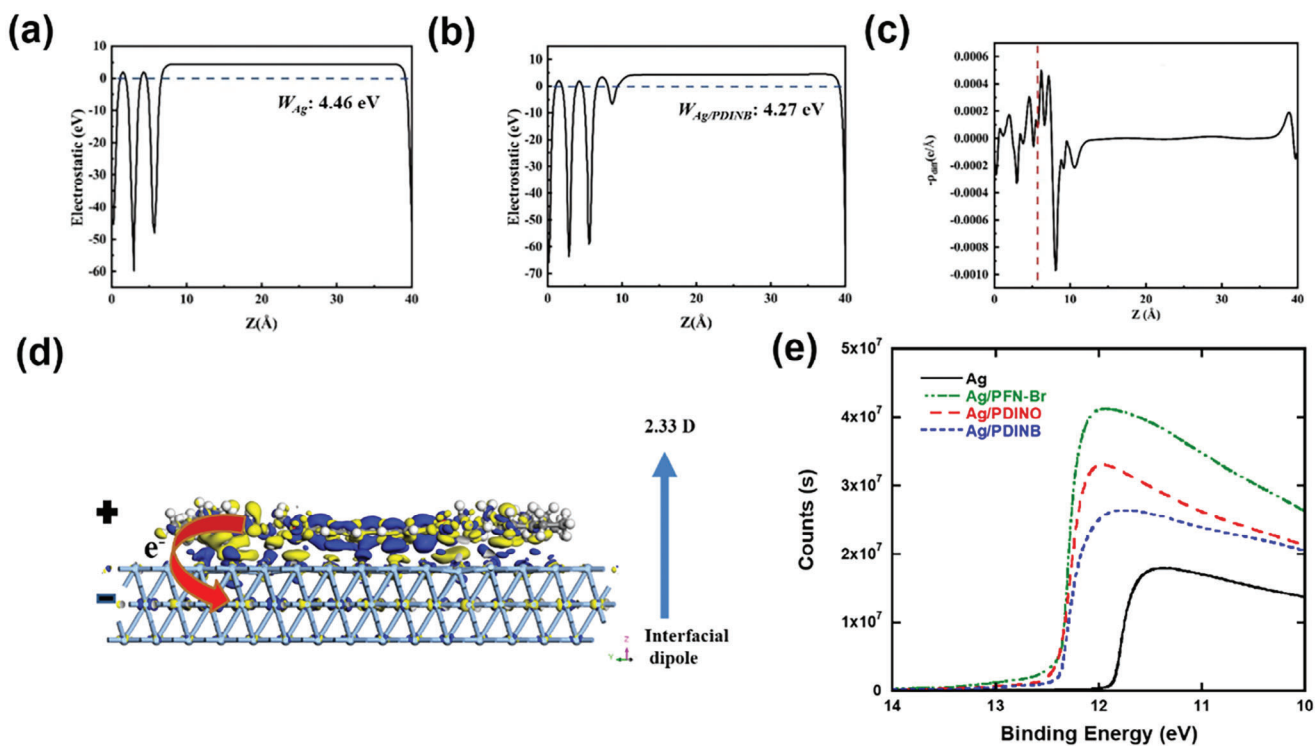 (a)
10
0
-10
-20
-30
-40
-50
-60
Electrostatic (eV)
W_Ag: 4.46 eV
0 10 20 30 40
Z(Å)
(b)
10
0
-10
-20
-30
-40
-50
-60
-70
Electrostatic (eV)
W_Ag/PDINB: 4.27 eV
0 10 20 30 40
Z(Å)
(c)
0.0006
0.0004
0.0002
0.0000
-0.0002
-0.0004
-0.0006
-0.0008
-0.0010
-ρ_diff(e/Å)
0 10 20 30 40
Z (Å)
(d)
2.33 D
+
e⁻
-
Interfacial
dipole
Z
Y
(e)
5x10⁷
4x10⁷
3x10⁷
2x10⁷
1x10⁷
0
Counts (s)
Ag
Ag/PFN-Br
Ag/PDINO
Ag/PDINB
14 13 12 11 10
Binding Energy (eV)